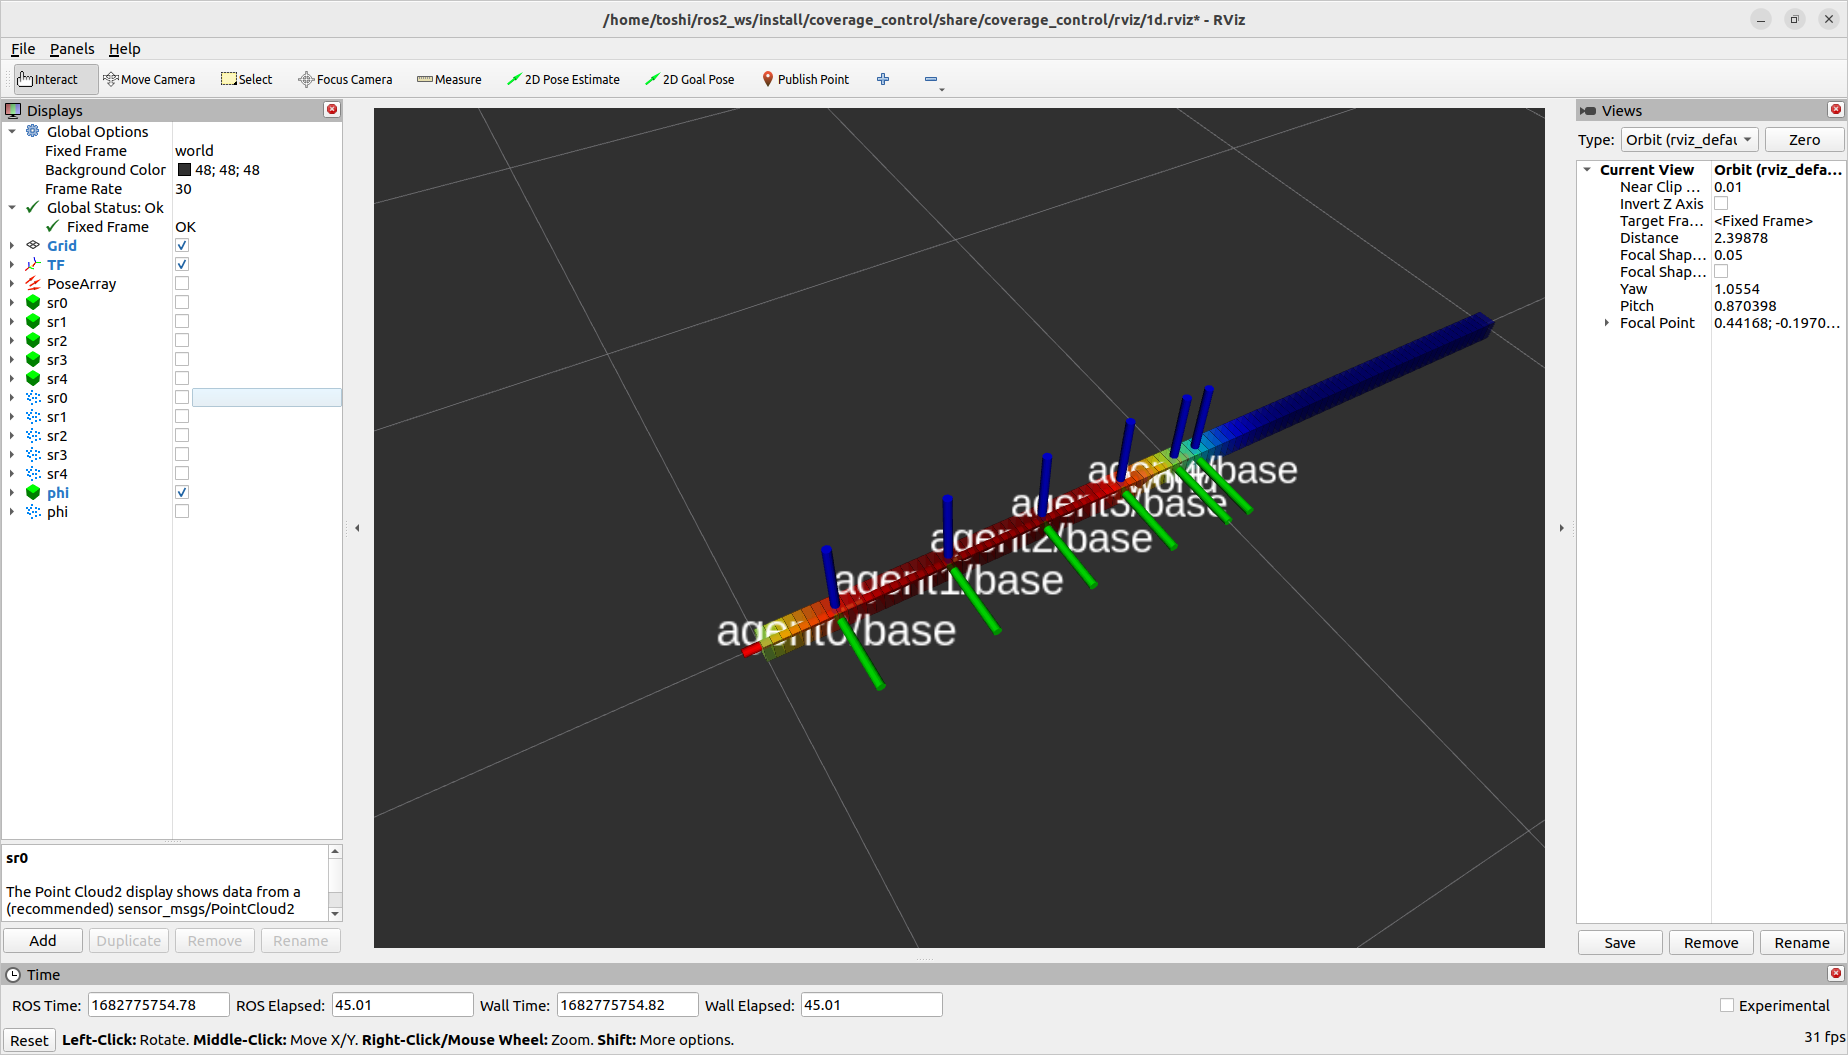 /home/toshi/ros2_ws/install/coverage_control/share/coverage_control/rviz/1d.rviz* - RViz
File Panels Help
Interact Move Camera Select Focus Camera Measure 2D Pose Estimate 2D Goal Pose Publish Point
Displays
Global Options
Fixed Frame world
Background Color 48; 48; 48
Frame Rate 30
Global Status: Ok
Fixed Frame OK
Grid
TF
PoseArray
sr0
sr1
sr2
sr3
sr4
sr0
sr1
sr2
sr3
sr4
phi
phi
sr0
The Point Cloud2 display shows data from a
(recommended) sensor_msgs/PointCloud2
Add Duplicate Remove Rename
agent4/base
world
agent3/base
agent2/base
agent1/base
agent0/base
Views
Type: Orbit (rviz_defau Zero
Current View Orbit (rviz_defa...
Near Clip ... 0.01
Invert Z Axis
Target Fra... <Fixed Frame>
Distance 2.39878
Focal Shap... 0.05
Focal Shap...
Yaw 1.0554
Pitch 0.870398
Focal Point 0.44168; -0.1970...
Save Remove Rename
Time
ROS Time: 1682775754.78 ROS Elapsed: 45.01 Wall Time: 1682775754.82 Wall Elapsed: 45.01 Experimental
Reset Left-Click: Rotate. Middle-Click: Move X/Y. Right-Click/Mouse Wheel: Zoom. Shift: More options. 31 fps